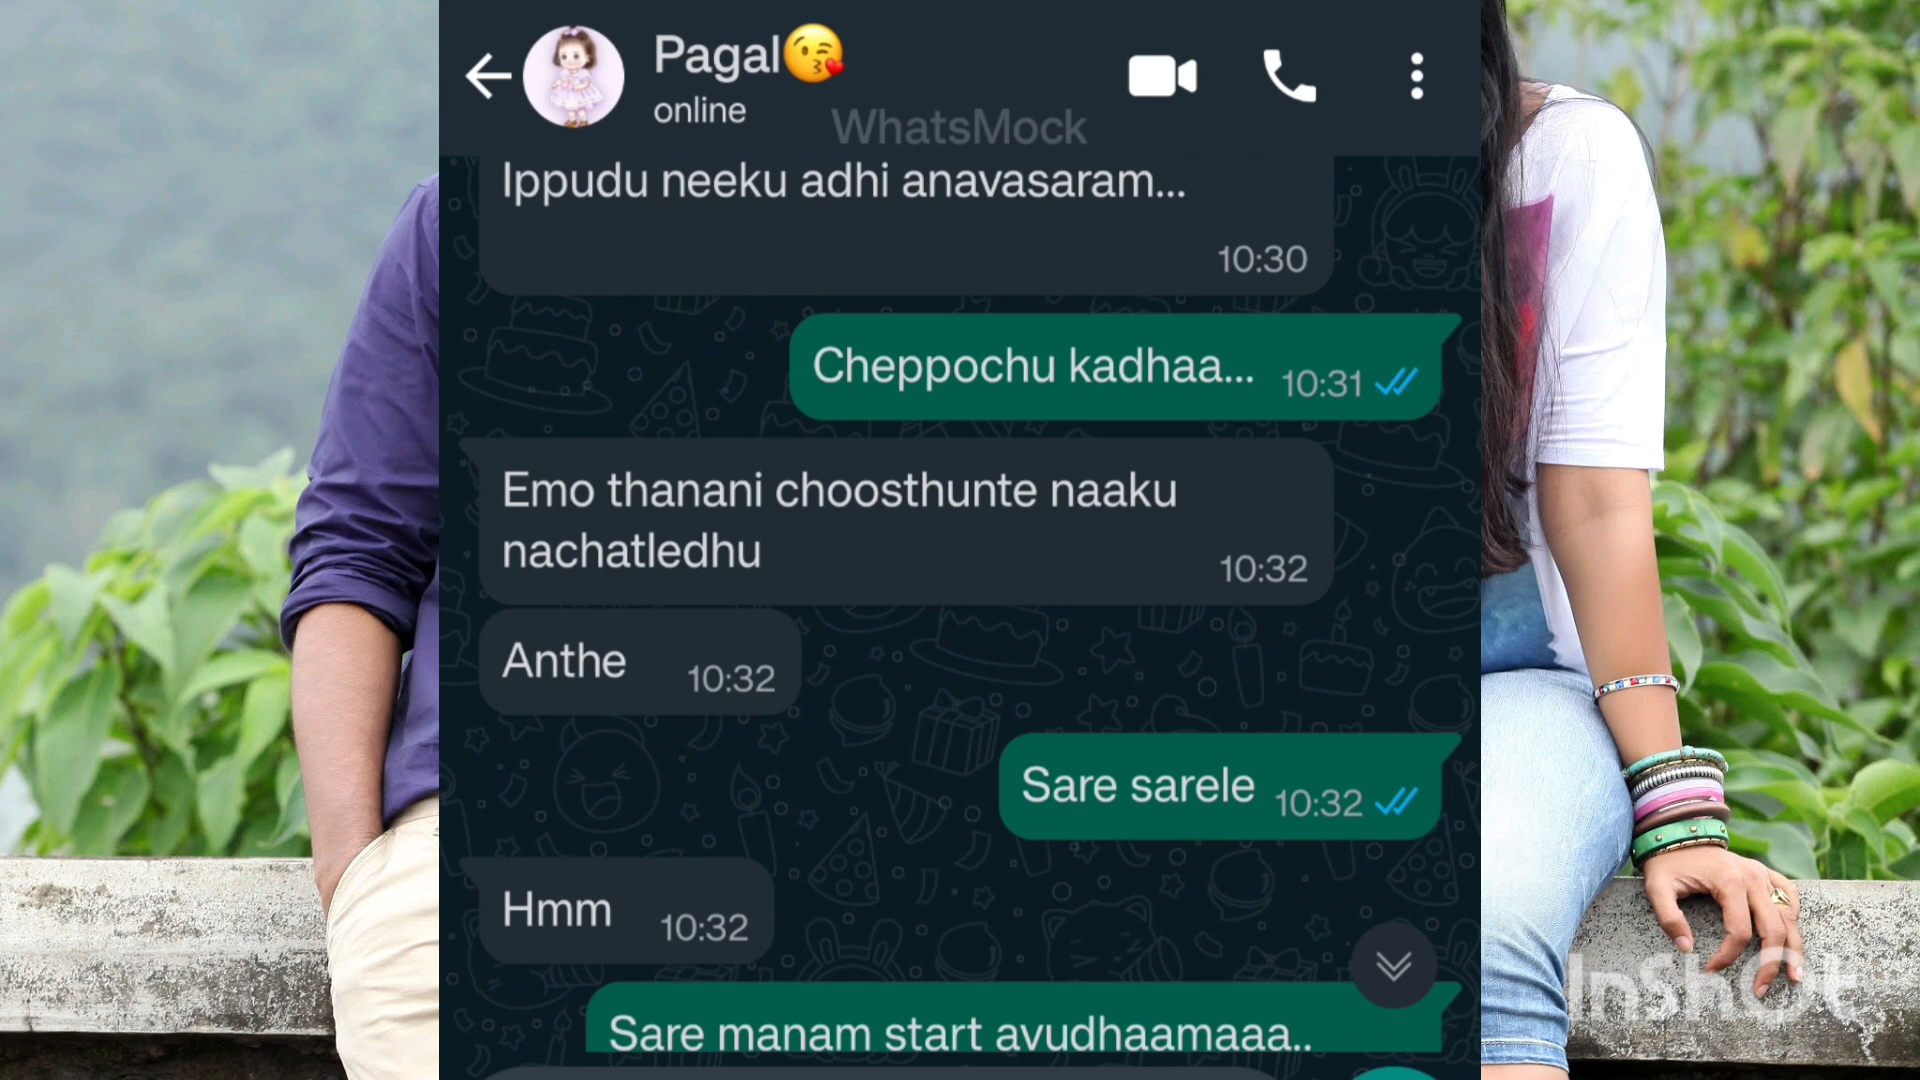 Pagal😘
online
WhatsMock
Ippudu neeku adhi anavasaram...
10:30
Cheppochu kadhaa... 10:31
Emo thanani choosthunte naaku
nachatledhu
10:32
Anthe 10:32
Sare sarele 10:32
Hmm 10:32
Sare manam start avudhaamaaa..
InShOt